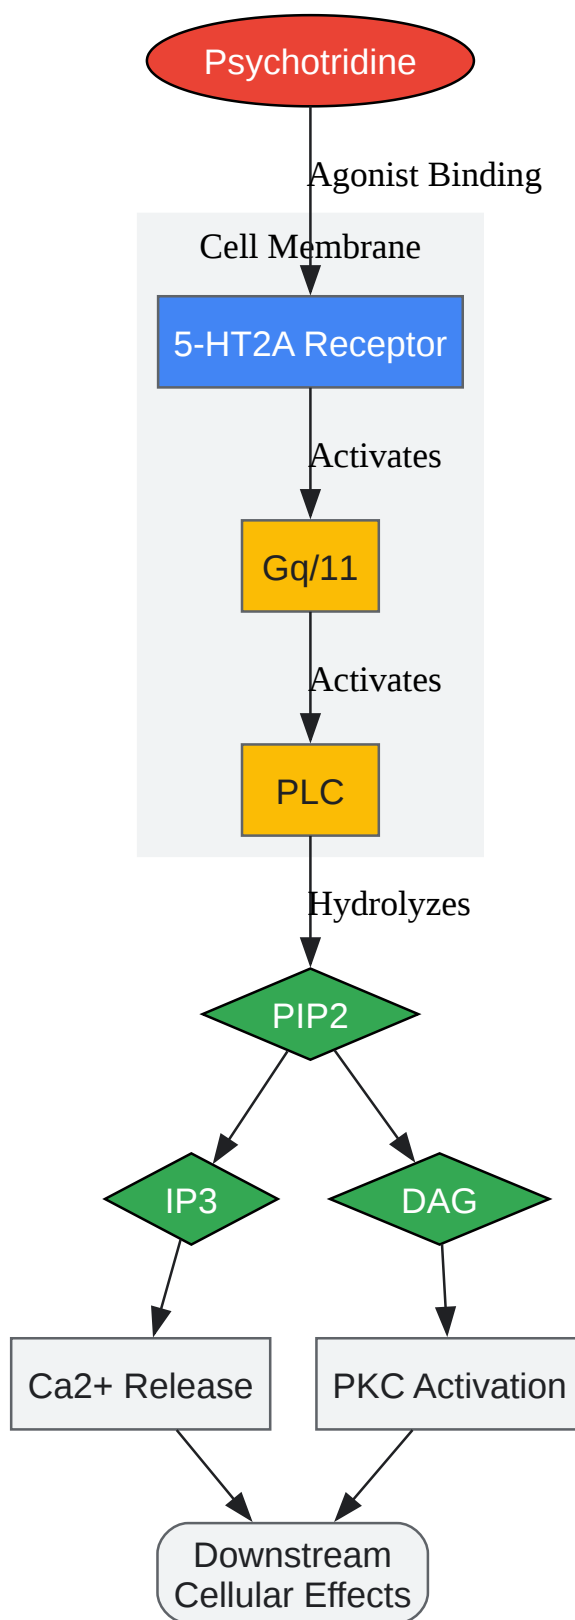 Psychotridine
Agonist Binding
Cell Membrane
5-HT2A Receptor
Activates
Gq/11
Activates
PLC
Hydrolyzes
PIP2
IP3
DAG
Ca2+ Release
PKC Activation
Downstream
Cellular Effects